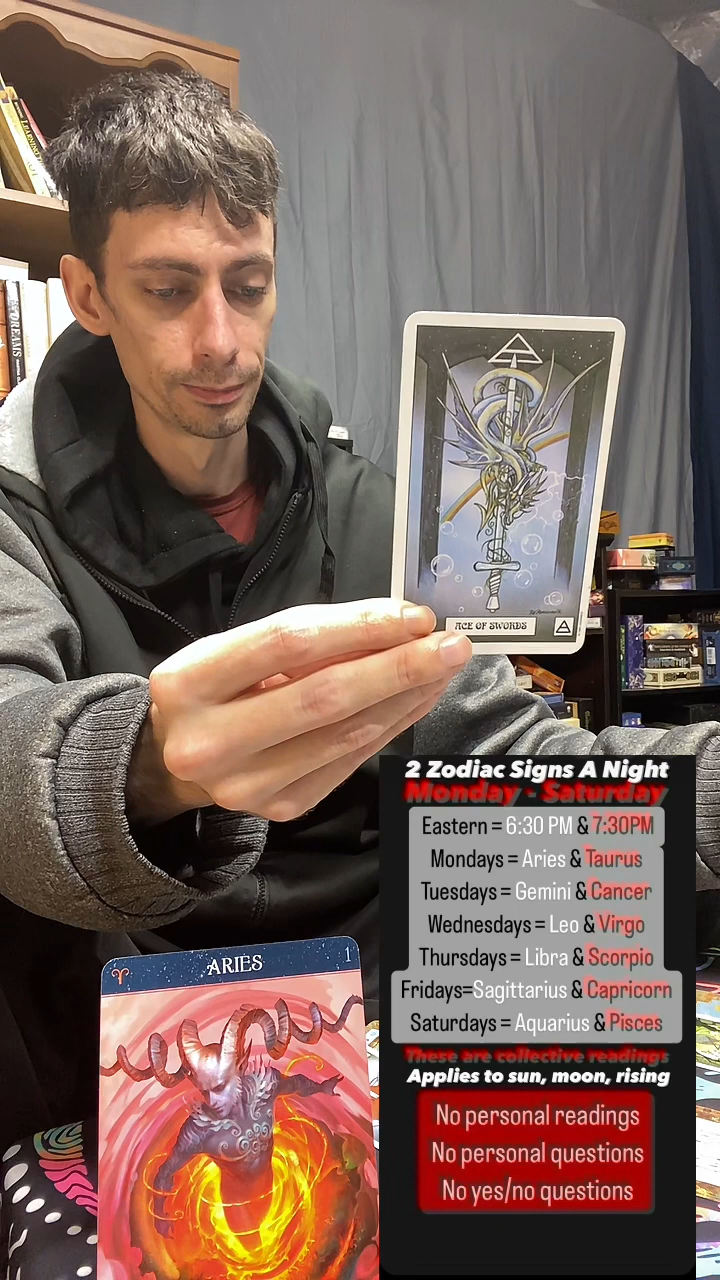 DREAMS
ACE OF SWORDS
2 Zodiac Signs A Night
Monday - Saturday
Eastern = 6:30 PM & 7:30PM
Mondays = Aries & Taurus
Tuesdays = Gemini & Cancer
Wednesdays = Leo & Virgo
Thursdays = Libra & Scorpio
Fridays=Sagittarius & Capricorn
Saturdays = Aquarius & Pisces
These are collective readings
Applies to sun, moon, rising
No personal readings
No personal questions
No yes/no questions
ARIES 1